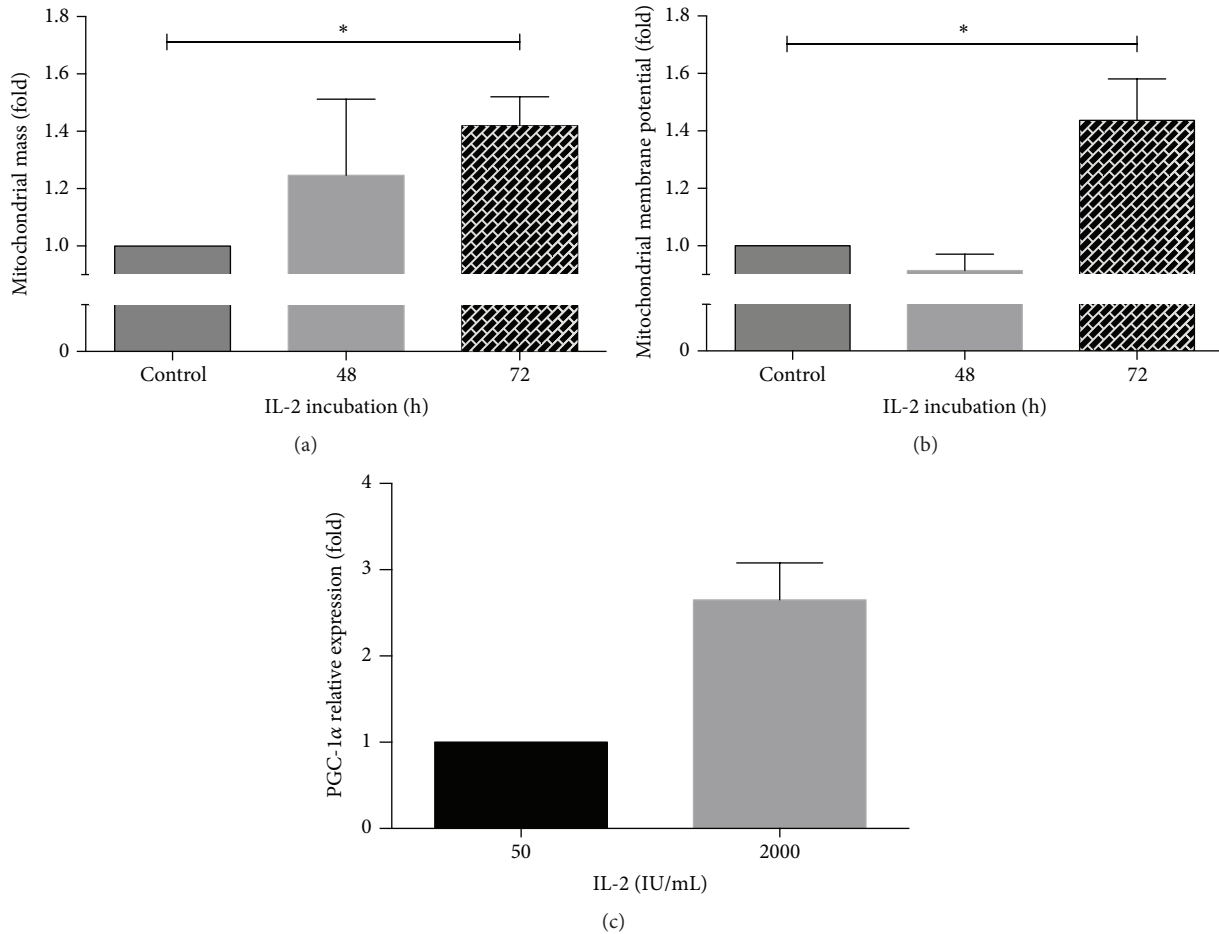 Mitochondrial mass (fold)
1.8
1.6
1.4
1.2
1.0
0
*
Control 48 72
IL-2 incubation (h)
(a)
Mitochondrial membrane potential (fold)
1.8
1.6
1.4
1.2
1.0
0
*
Control 48 72
IL-2 incubation (h)
(b)
PGC-1α relative expression (fold)
4
3
2
1
0
50 2000
IL-2 (IU/mL)
(c)